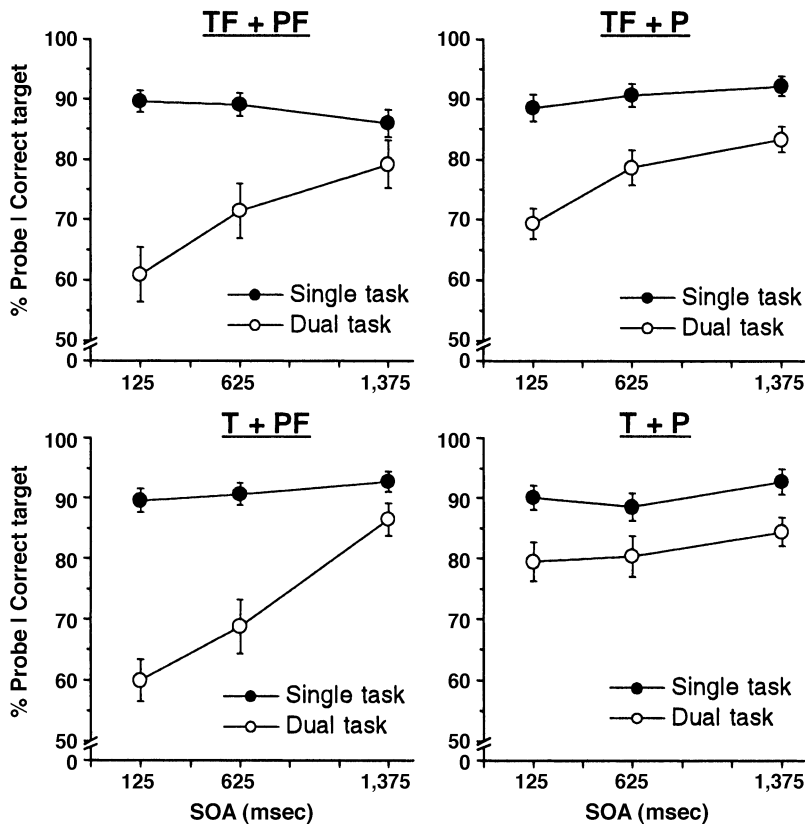 TF + PF
% Probe | Correct target
100
90
80
70
60
50
0
Single task
Dual task
125
625
1,375
TF + P
100
90
80
70
60
50
0
Single task
Dual task
125
625
1,375
T + PF
% Probe | Correct target
100
90
80
70
60
50
0
Single task
Dual task
125
625
1,375
SOA (msec)
T + P
100
90
80
70
60
50
0
Single task
Dual task
125
625
1,375
SOA (msec)